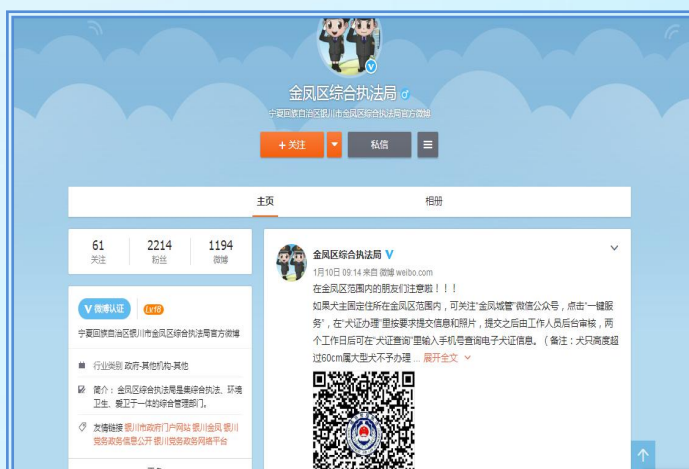 金凤区综合执法局
宁夏回族自治区银川市金凤区综合执法局官方微博
+ 关注
私信
主页
相册
61
关注
2214
粉丝
1194
微博
V 微博认证
Lv18
宁夏回族自治区银川市金凤区综合执法局官方微博
行业类别 政府-其他机构-其他
简介: 金凤区综合执法局是集综合执法、环境
卫生、爱卫于一体的综合管理部门。
友情链接 银川市政府门户网站 银川金凤 银川
党务政务信息公开 银川党务政务网络平台
金凤区综合执法局 V
1月10日 09:14 来自 微博 weibo.com
在金凤区范围内的朋友们注意啦!!!
如果犬主固定住所在金凤区范围内,可关注“金凤城管”微信公众号,点击“一键服
务”,在“犬证办理”里按要求提交信息和照片,提交之后由工作人员后台审核,两
个工作日后可在“犬证查询”里输入手机号查询电子犬证信息。(备注:犬只高度超
过60cm属大型犬不予办理 ... 展开全文